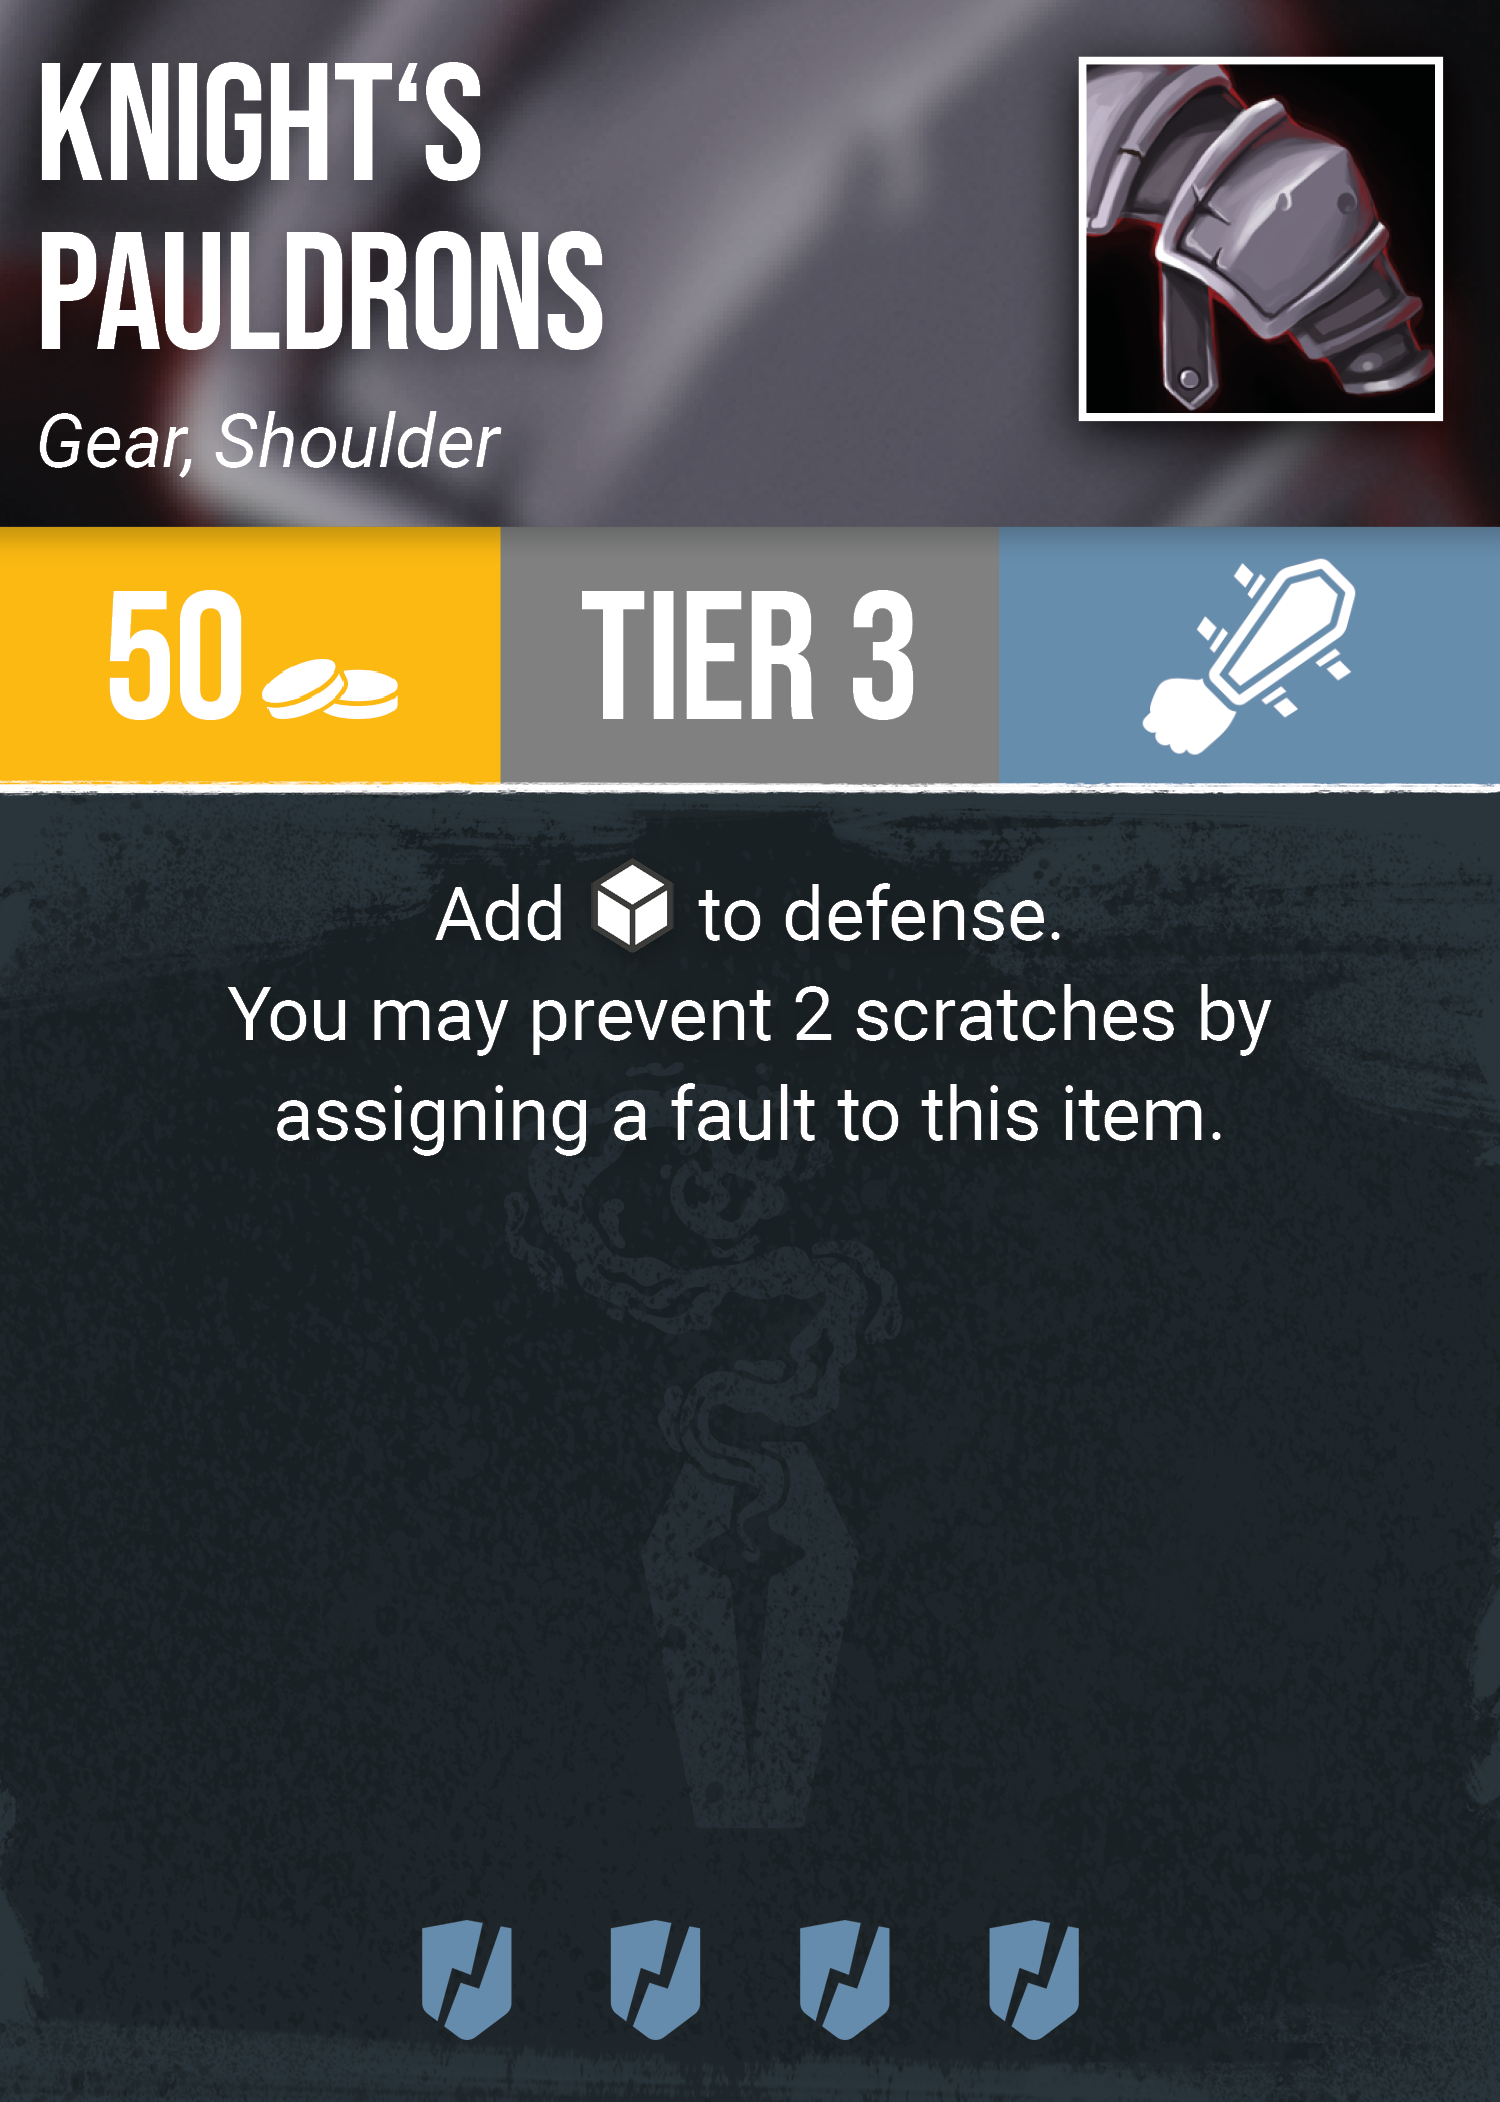 KNIGHT‘S
PAULDRONS
Gear, Shoulder
50
TIER 3
Add to defense.
You may prevent 2 scratches by
assigning a fault to this item.